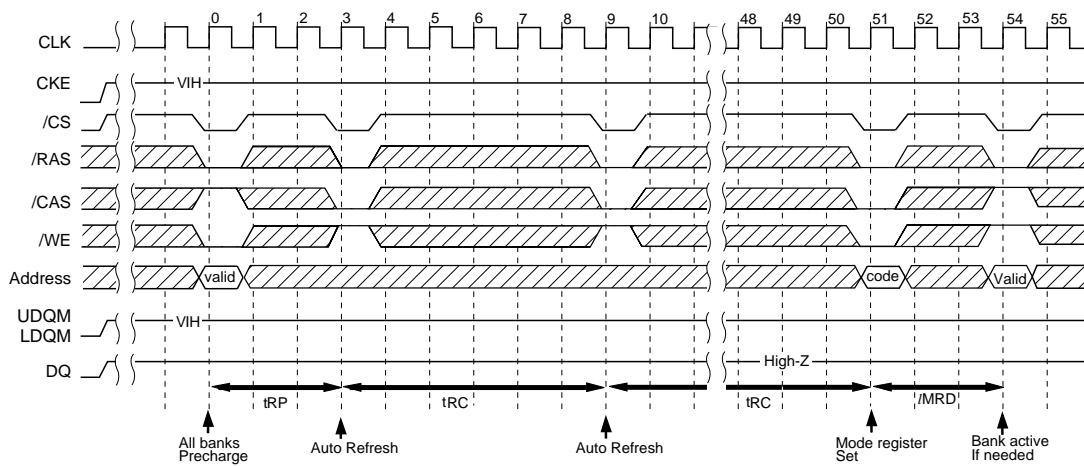 0 1 2 3 4 5 6 7 8 9 10 48 49 50 51 52 53 54 55
CLK
CKE VIH
/CS
/RAS
/CAS
/WE
Address valid code Valid
UDQM
LDQM VIH
DQ High-Z
tRP tRC tRC lMRD
All banks
Precharge
Auto Refresh
Auto Refresh
Mode register
Set
Bank active
If needed